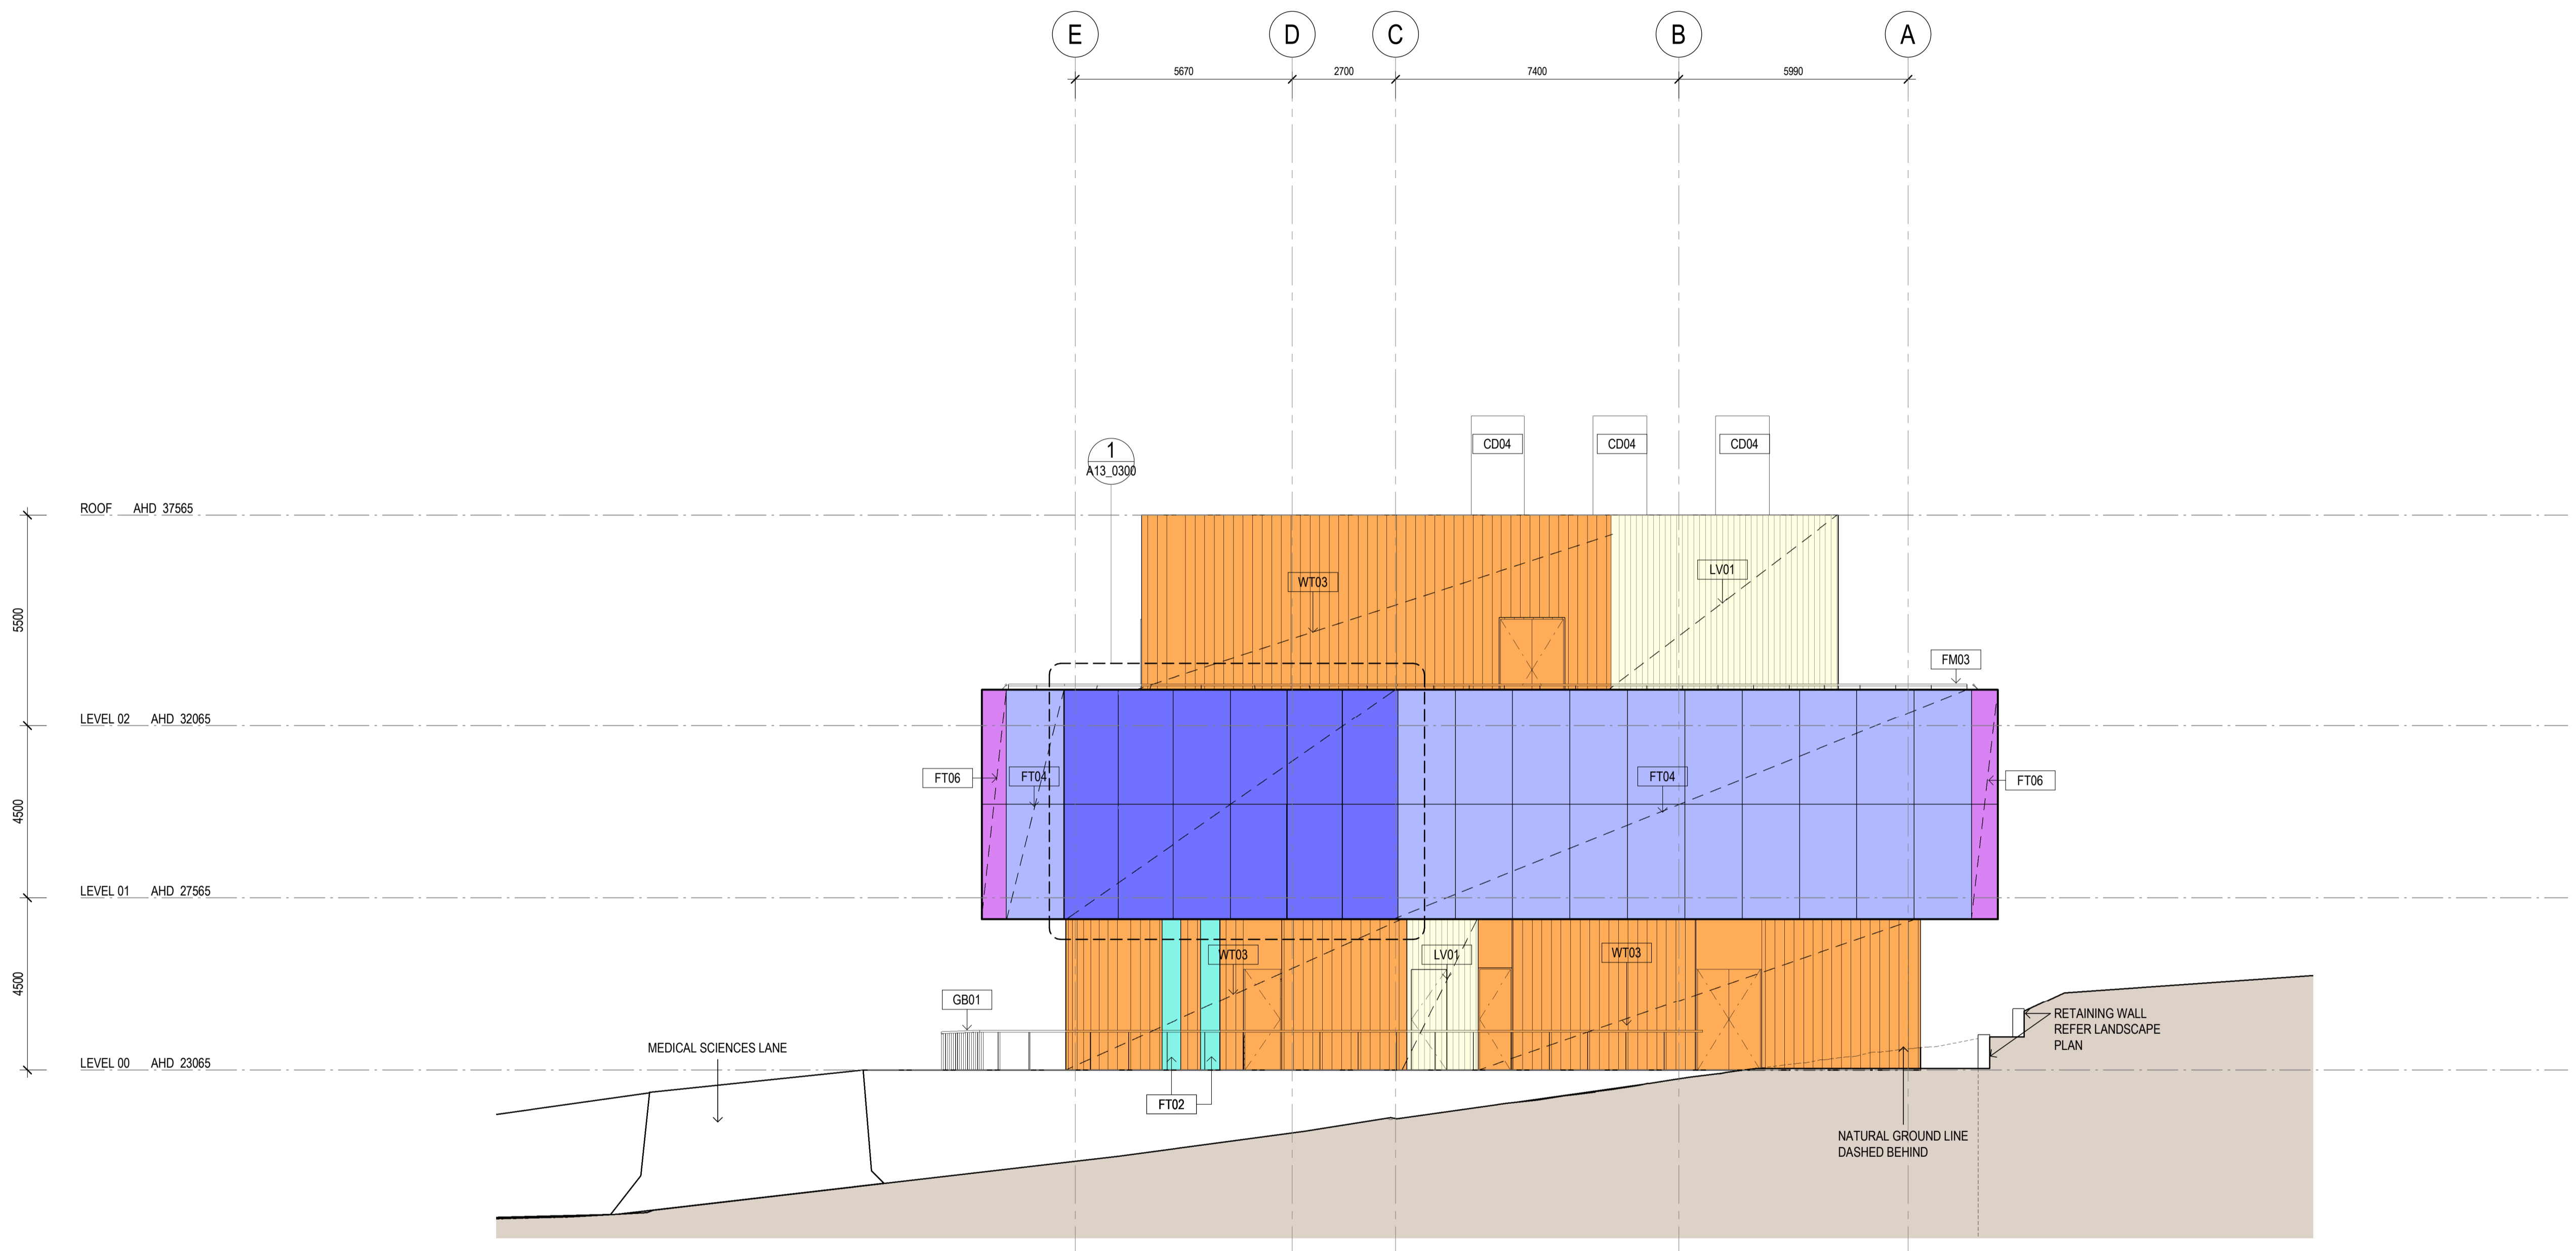 E
D
C
B
A
5670
2700
7400
5990
CD04
CD04
CD04
1
A13_0300
ROOF AHD 37565
WT03
LV01
5500
FM03
LEVEL 02 AHD 32065
FT06
FT04
FT04
FT06
4500
LEVEL 01 AHD 27565
WT03
LV01
WT03
4500
GB01
RETAINING WALL
REFER LANDSCAPE
PLAN
MEDICAL SCIENCES LANE
LEVEL 00 AHD 23065
FT02
NATURAL GROUND LINE
DASHED BEHIND